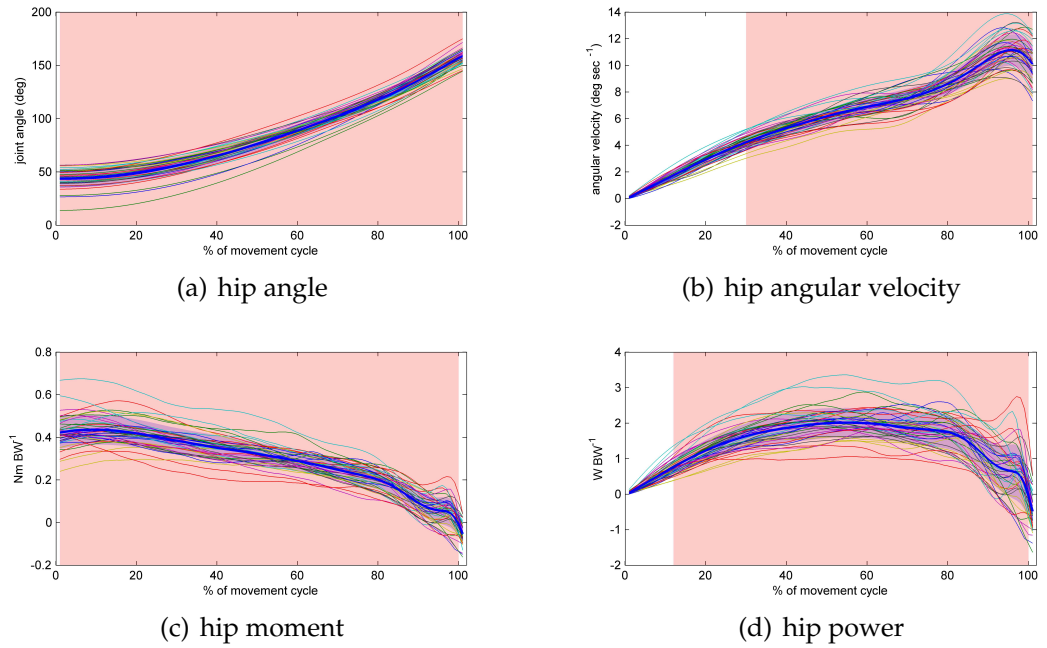 200
150
100
50
0
joint angle (deg)
0 20 40 60 80 100
% of movement cycle
(a) hip angle
14
12
10
8
6
4
2
0
-2
angular velocity (deg sec⁻¹)
0 20 40 60 80 100
% of movement cycle
(b) hip angular velocity
0.8
0.6
0.4
0.2
0
-0.2
Nm BW⁻¹
0 20 40 60 80 100
% of movement cycle
(c) hip moment
4
3
2
1
0
-1
-2
W BW⁻¹
0 20 40 60 80 100
% of movement cycle
(d) hip power